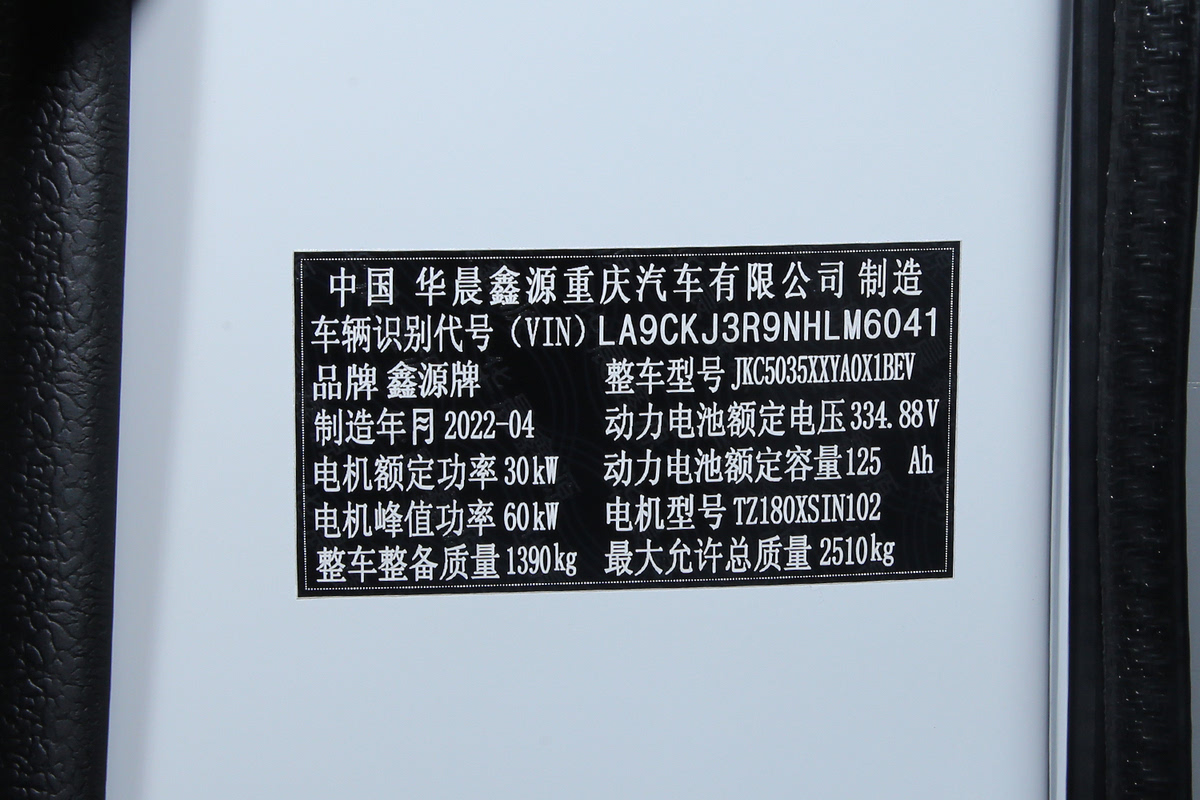 中国 华晨鑫源重庆汽车有限公司 制造
车辆识别代号（VIN）LA9CKJ3R9NHLM6041
品牌 鑫源牌 整车型号 JKC5035XXYA0X1BEV
制造年月 2022-04 动力电池额定电压 334.88V
电机额定功率 30kW 动力电池额定容量 125 Ah
电机峰值功率 60kW 电机型号 TZ180XSIN102
整车整备质量 1390kg 最大允许总质量 2510kg